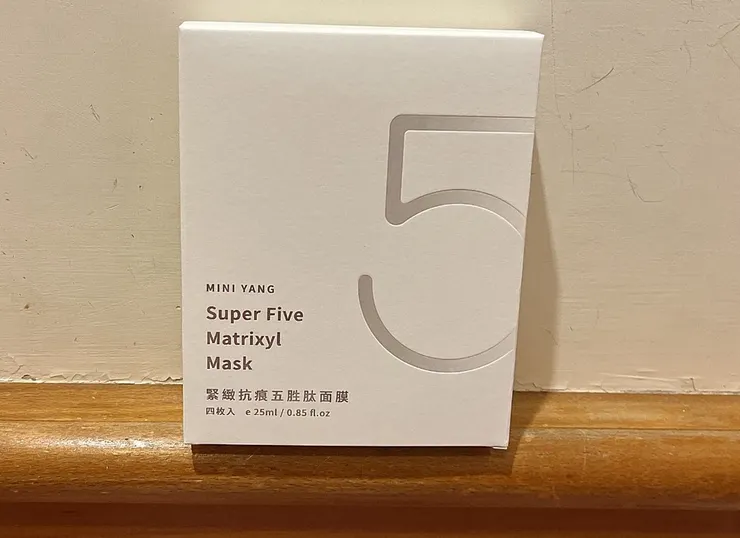 5
MINI YANG
Super Five
Matrixyl
Mask
緊緻抗痕五胜肽面膜
四枚入 e 25ml / 0.85 fl.oz